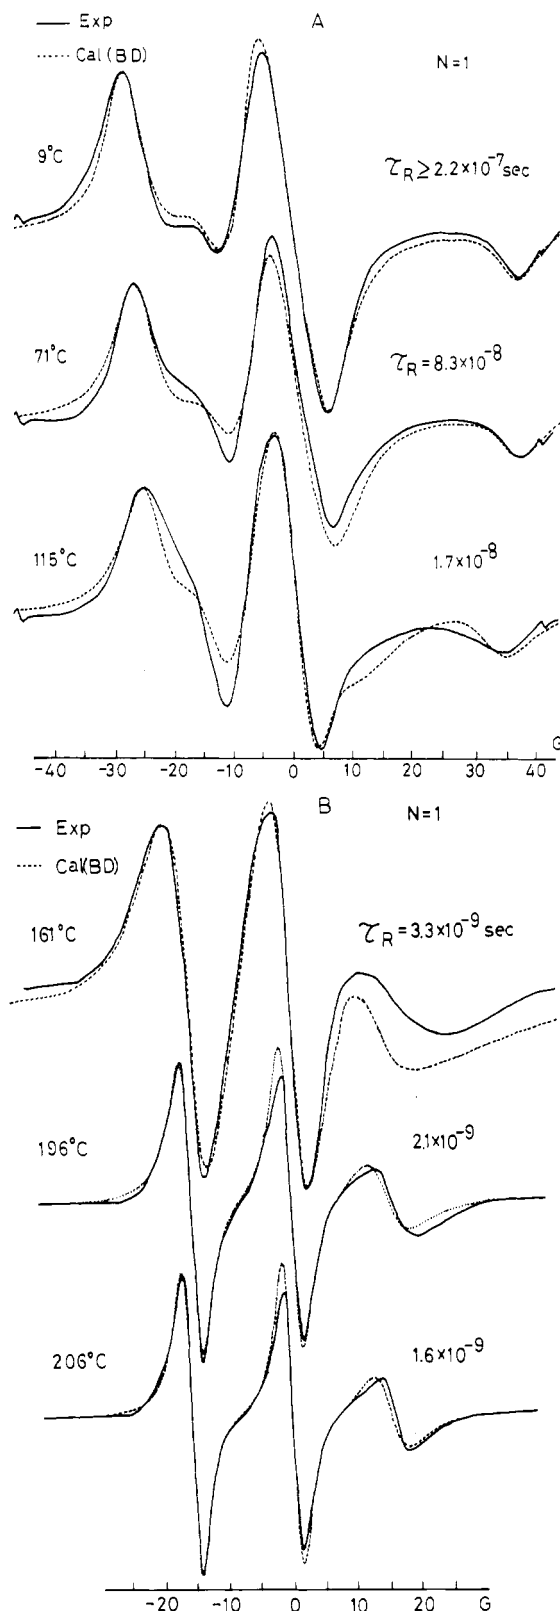 A
— Exp
---- Cal (BD)
N=1
9°C
τR ≥ 2.2×10⁻⁷ sec
71°C
τR = 8.3×10⁻⁸
115°C
1.7×10⁻⁸
-40 -30 -20 -10 0 10 20 30 40 G
B
— Exp
---- Cal(BD)
N=1
161°C
τR = 3.3×10⁻⁹ sec
196°C
2.1×10⁻⁹
206°C
1.6×10⁻⁹
-20 -10 0 10 20 G